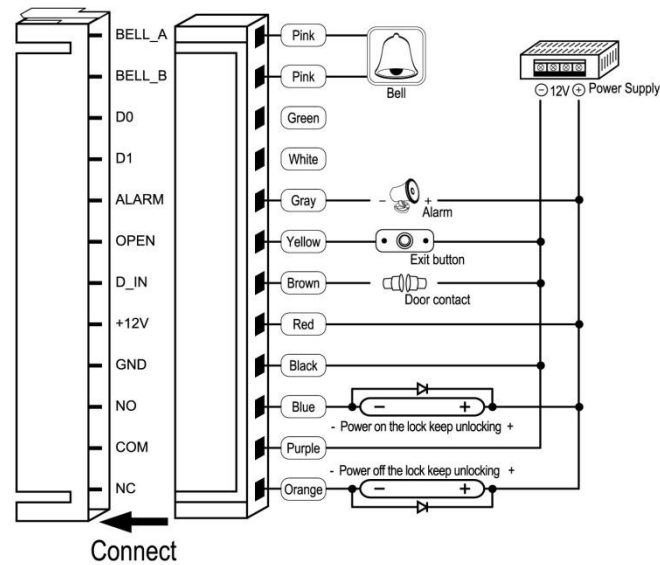 BELL_A Pink
BELL_B Pink
Bell
⊖ 12V ⊕ Power Supply
D0 Green
D1 White
ALARM Gray - + Alarm
OPEN Yellow
Exit button
D_IN Brown
Door contact
+12V Red
GND Black
NO Blue - +
- Power on the lock keep unlocking +
COM Purple
- Power off the lock keep unlocking +
NC Orange - +
Connect